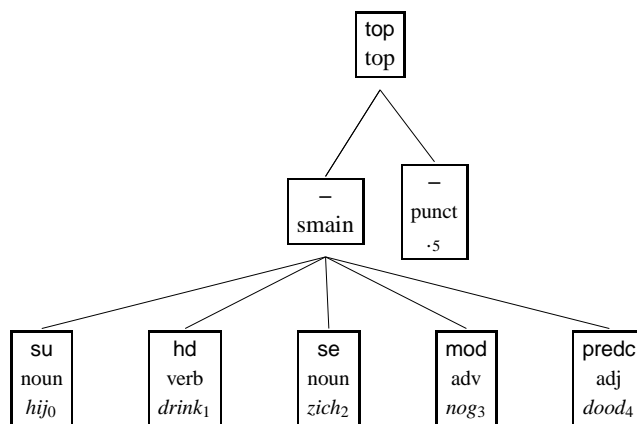 top
top
–
smain
–
punct
.5
su
noun
hij0
hd
verb
drink1
se
noun
zich2
mod
adv
nog3
predc
adj
dood4